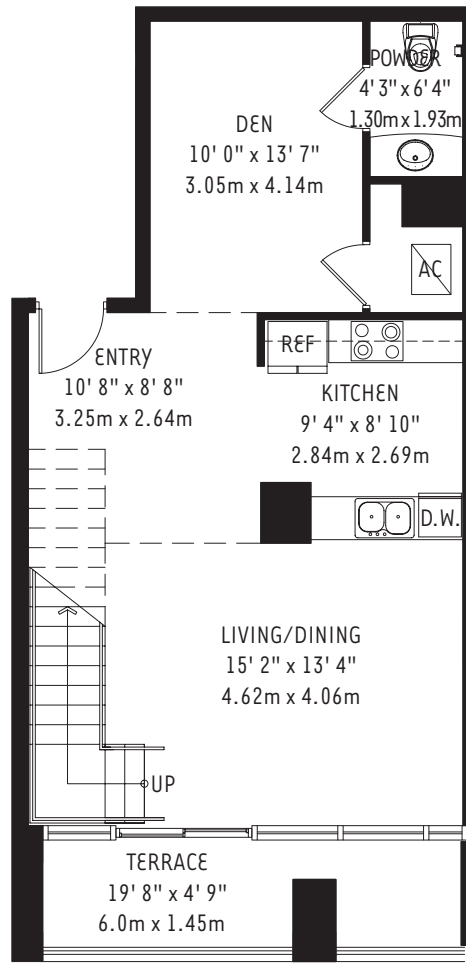 POWDER
4' 3" x 6' 4"
1.30m x 1.93m
DEN
10' 0" x 13' 7"
3.05m x 4.14m
AC
REF
ENTRY
10' 8" x 8' 8"
3.25m x 2.64m
KITCHEN
9' 4" x 8' 10"
2.84m x 2.69m
D.W.
LIVING/DINING
15' 2" x 13' 4"
4.62m x 4.06m
UP
TERRACE
19' 8" x 4' 9"
6.0m x 1.45m